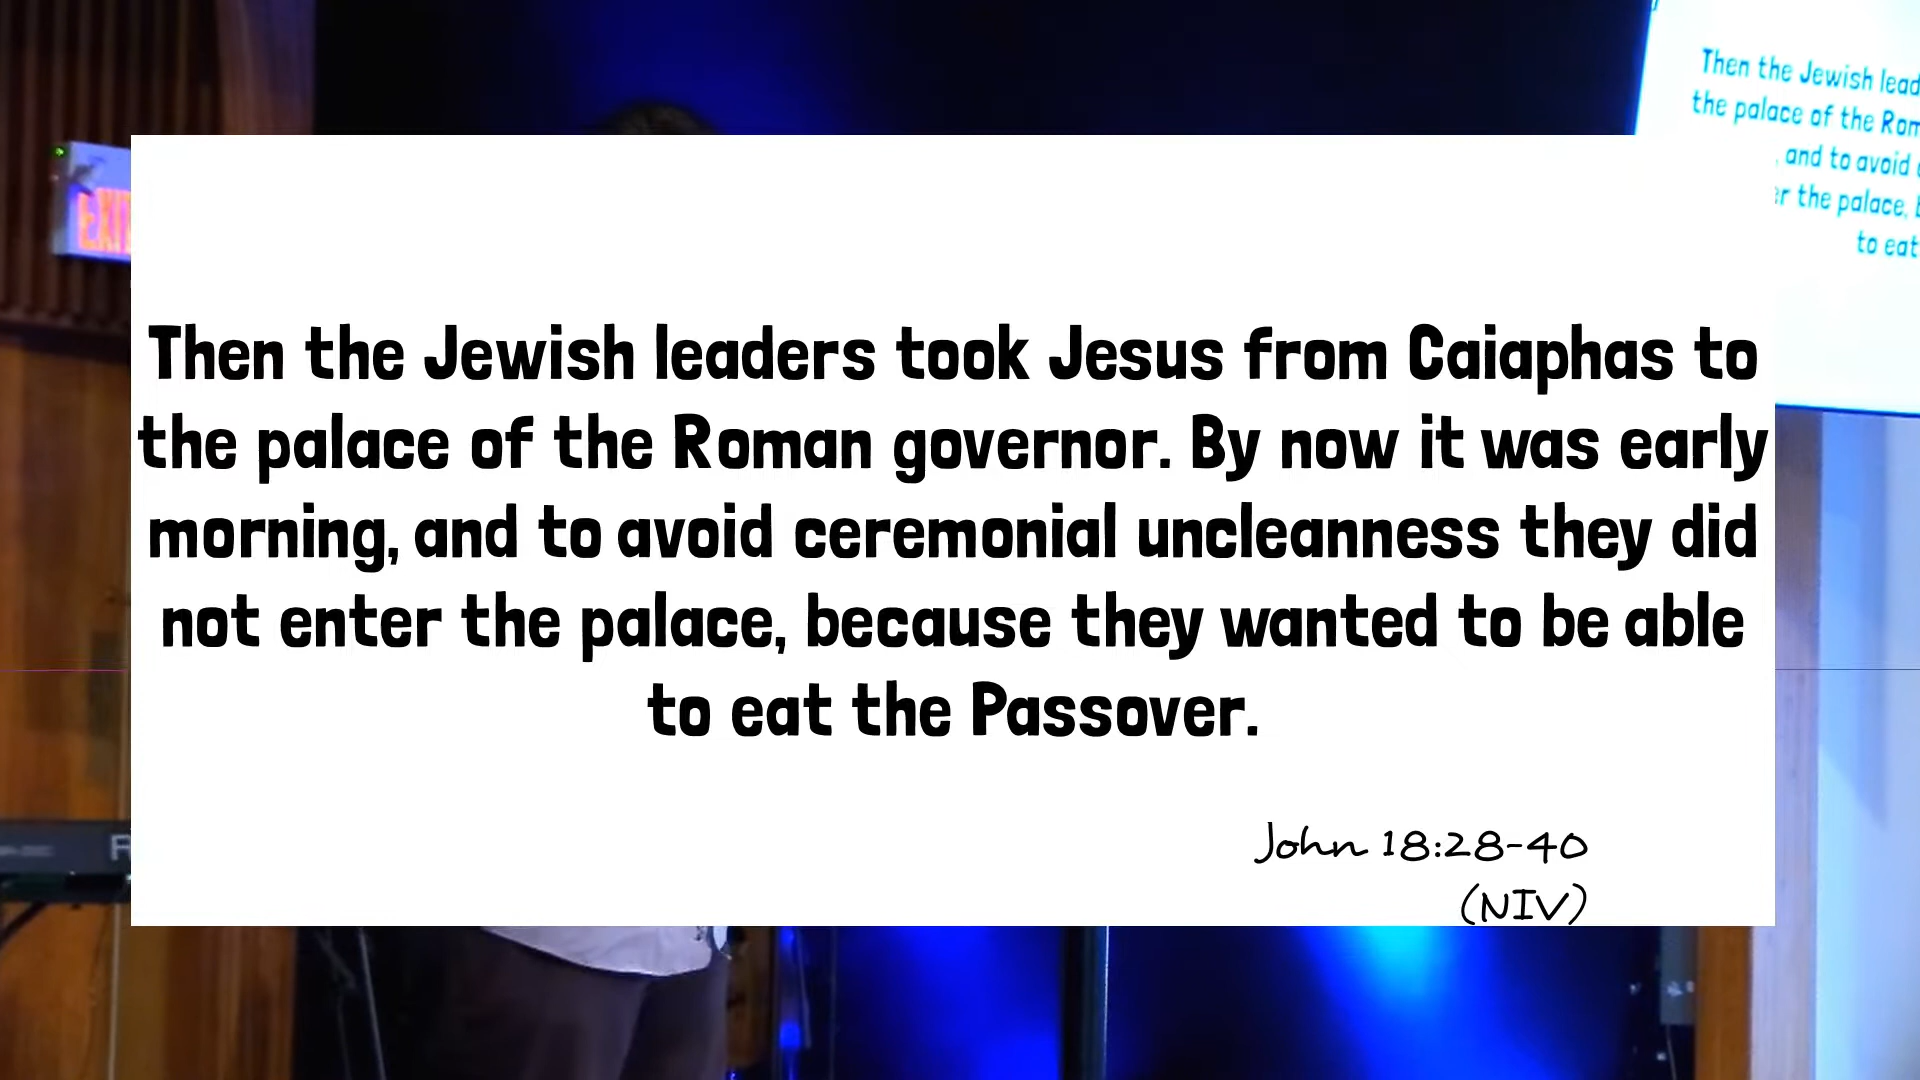 Then the Jewish leaders took Jesus from Caiaphas to
the palace of the Roman governor. By now it was early
morning, and to avoid ceremonial uncleanness they did
not enter the palace, because they wanted to be able
to eat the Passover.
John 18:28-40
(NIV)
Then the Jewish
the palace of the
, and to avoid
the palace,
to eat
EXIT
R